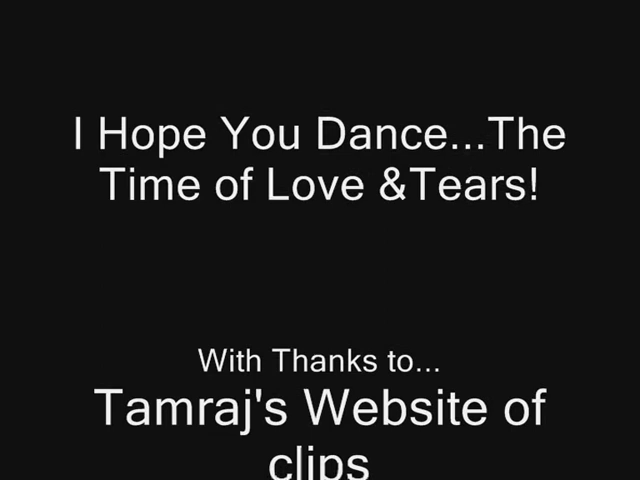 I Hope You Dance...The
Time of Love &Tears!
With Thanks to...
Tamraj's Website of
clips